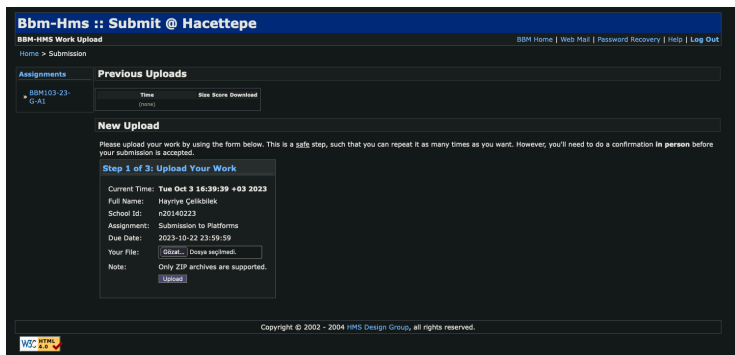 Bbm-Hms :: Submit @ Hacettepe
BBM-HMS Work Upload
BBM Home | Web Mail | Password Recovery | Help | Log Out
Home > Submission
Assignments
» BBM103-23-
G-A1
Previous Uploads
Time Size Score Download
(none)
New Upload
Please upload your work by using the form below. This is a safe step, such that you can repeat it as many times as you want. However, you'll need to do a confirmation in person before
your submission is accepted.
Step 1 of 3: Upload Your Work
Current Time: Tue Oct 3 16:39:39 +03 2023
Full Name: Hayriye Çelikbilek
School Id: n20140223
Assignment: Submission to Platforms
Due Date: 2023-10-22 23:59:59
Your File: Gözat... Dosya seçilmedi.
Note: Only ZIP archives are supported.
Upload
Copyright © 2002 - 2004 HMS Design Group, all rights reserved.
W3C HTML
4.0